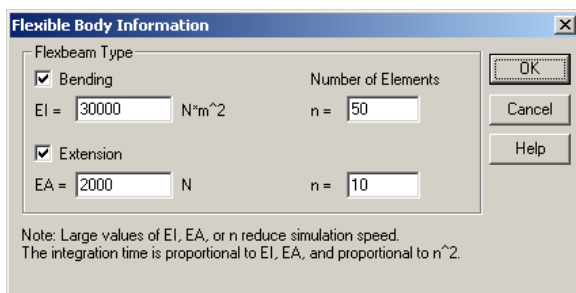 Flexible Body Information
Flexbeam Type
Bending Number of Elements
EI = 30000 N*m^2 n = 50
Extension
EA = 2000 N n = 10
OK
Cancel
Help
Note: Large values of EI, EA, or n reduce simulation speed.
The integration time is proportional to EI, EA, and proportional to n^2.